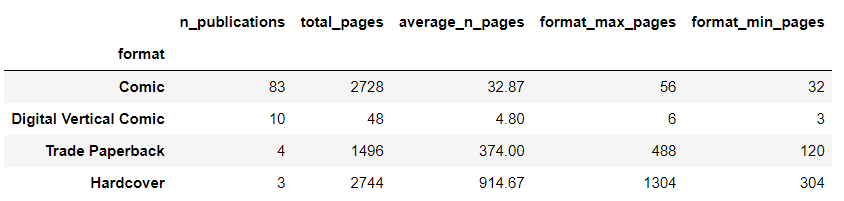 n_publications total_pages average_n_pages format_max_pages format_min_pages
format
Comic 83 2728 32.87 56 32
Digital Vertical Comic 10 48 4.80 6 3
Trade Paperback 4 1496 374.00 488 120
Hardcover 3 2744 914.67 1304 304